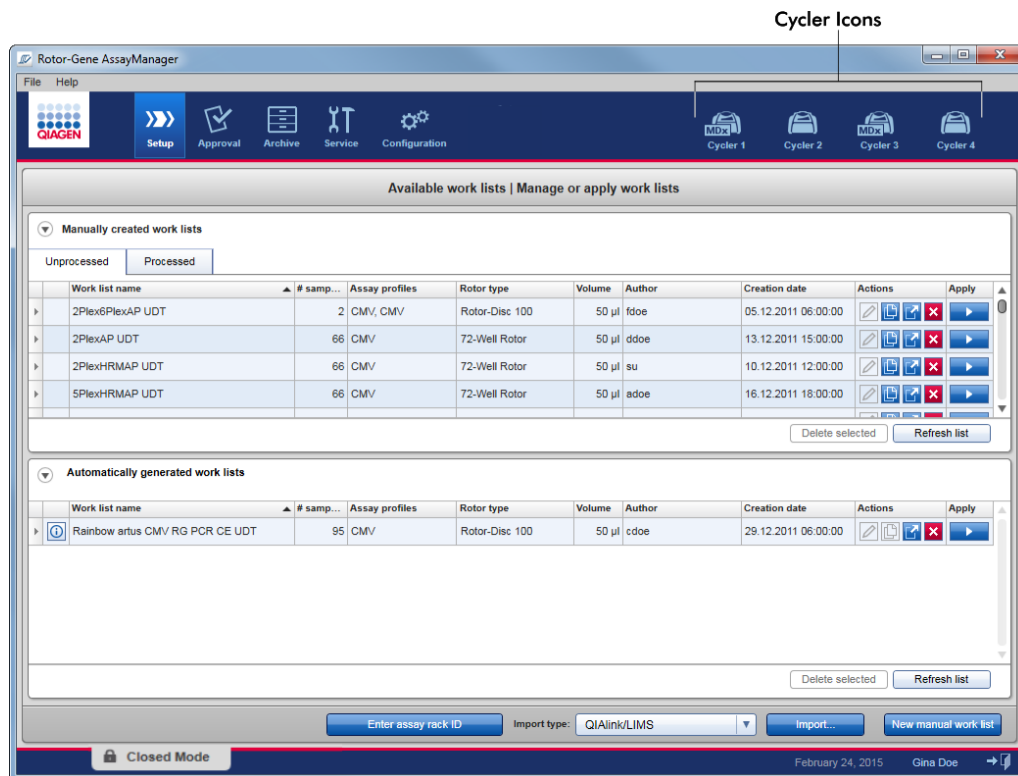 Cycler Icons
Rotor-Gene AssayManager
File Help
QIAGEN
Setup Approval Archive Service Configuration MDx Cycler 1 Cycler 2 MDx Cycler 3 Cycler 4
Available work lists | Manage or apply work lists
Manually created work lists
Unprocessed Processed
Work list name # samp... Assay profiles Rotor type Volume Author Creation date Actions Apply
2Plex6PlexAP UDT 2 CMV, CMV Rotor-Disc 100 50 µl fdoe 05.12.2011 06:00:00
2PlexAP UDT 66 CMV 72-Well Rotor 50 µl ddoe 13.12.2011 15:00:00
2PlexHRMAP UDT 66 CMV 72-Well Rotor 50 µl su 10.12.2011 12:00:00
5PlexHRMAP UDT 66 CMV 72-Well Rotor 50 µl adoe 16.12.2011 18:00:00
Delete selected Refresh list
Automatically generated work lists
Work list name # samp... Assay profiles Rotor type Volume Author Creation date Actions Apply
Rainbow artus CMV RG PCR CE UDT 95 CMV Rotor-Disc 100 50 µl cdoe 29.12.2011 06:00:00
Delete selected Refresh list
Enter assay rack ID Import type: QIAlink/LIMS Import... New manual work list
Closed Mode February 24, 2015 Gina Doe